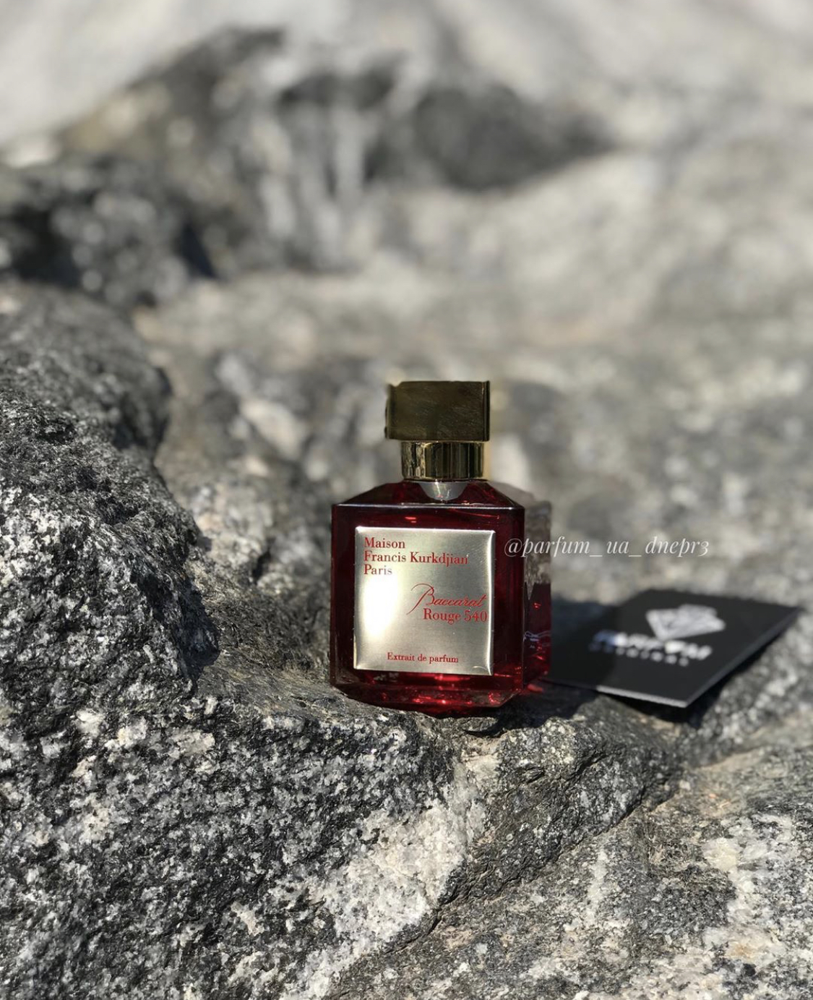 Maison
Francis Kurkdjian
Paris
Baccarat
Rouge 540
Extrait de parfum
@parfum_ua_dnepr3